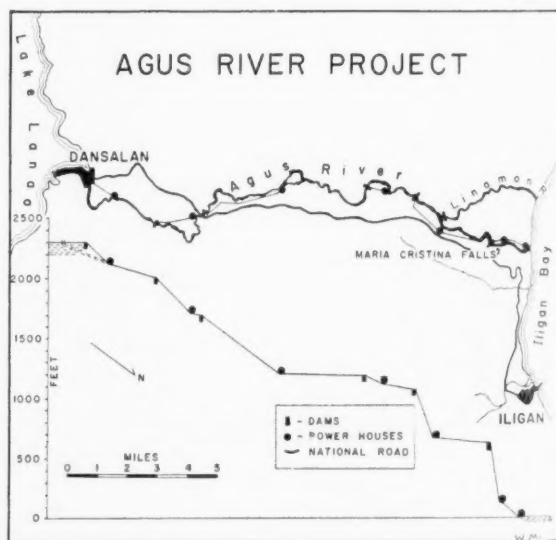 AGUS RIVER PROJECT
Lake Lanao
DANSALAN
Agus River
Linamon R.
MARIA CRISTINA FALLS
Iligan Bay
ILIGAN
2500
2000
1500
1000
500
0
FEET
N
MILES
0 1 2 3 4 5
- DAMS
- POWER HOUSES
- NATIONAL ROAD
W.M.